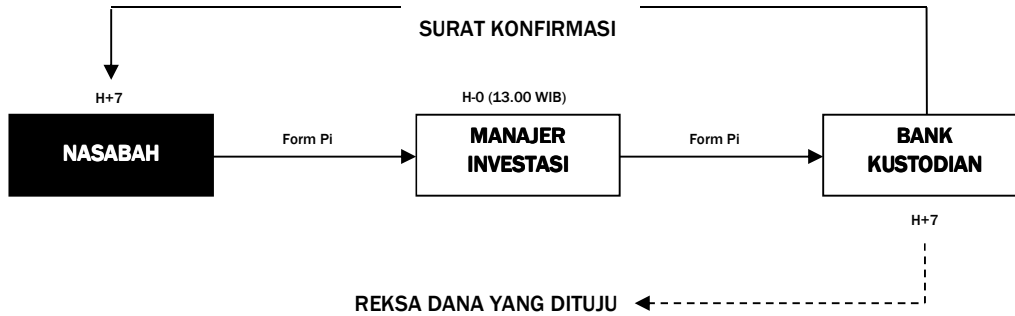 SURAT KONFIRMASI
H+7
H-0 (13.00 WIB)
NASABAH
Form Pi
MANAJER
INVESTASI
Form Pi
BANK
KUSTODIAN
H+7
REKSA DANA YANG DITUJU